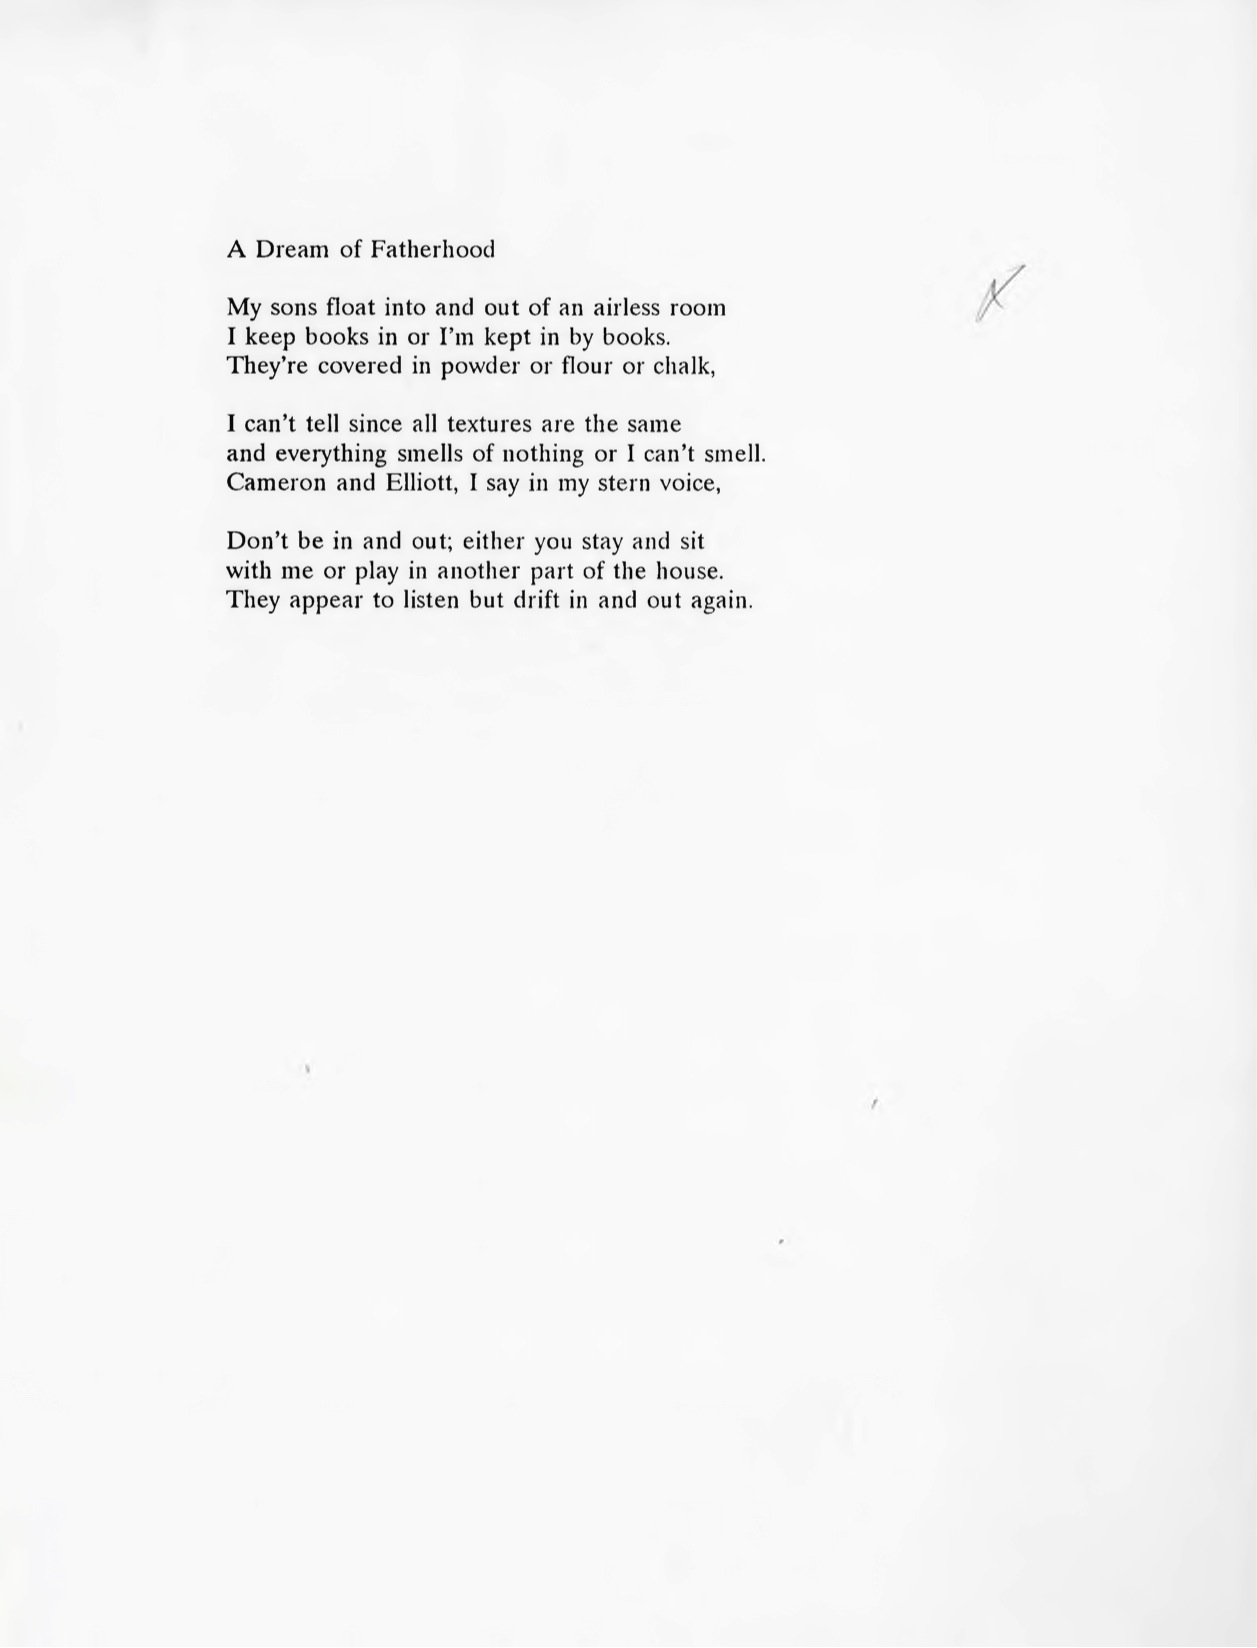 A Dream of Fatherhood
My sons float into and out of an airless room
I keep books in or I'm kept in by books.
They're covered in powder or flour or chalk,
I can't tell since all textures are the same
and everything smells of nothing or I can't smell.
Cameron and Elliott, I say in my stern voice,
Don't be in and out; either you stay and sit
with me or play in another part of the house.
They appear to listen but drift in and out again.